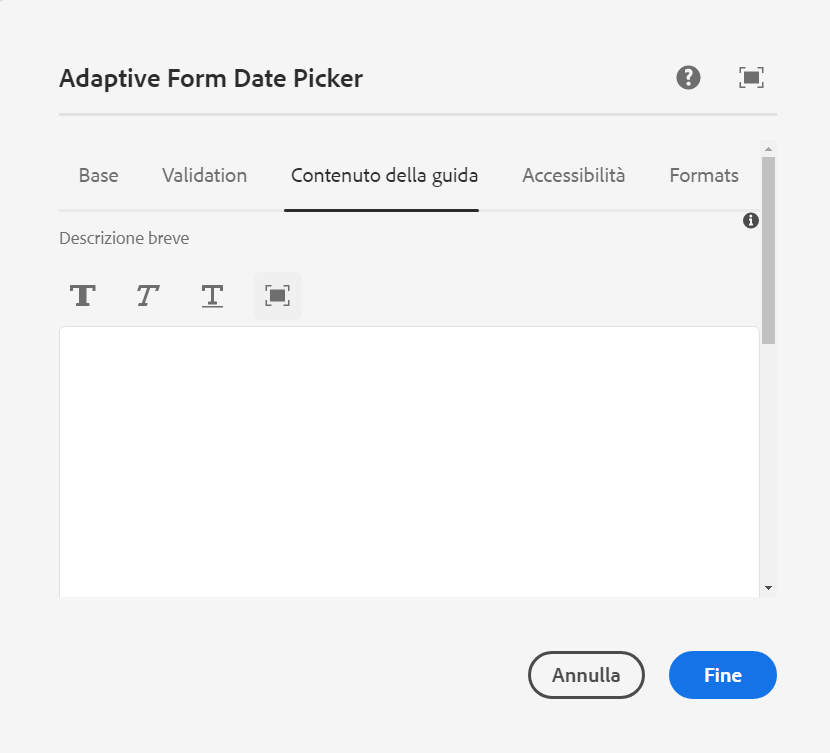 Adaptive Form Date Picker
Base Validation Contenuto della guida Accessibilità Formats
Descrizione breve
Annulla Fine